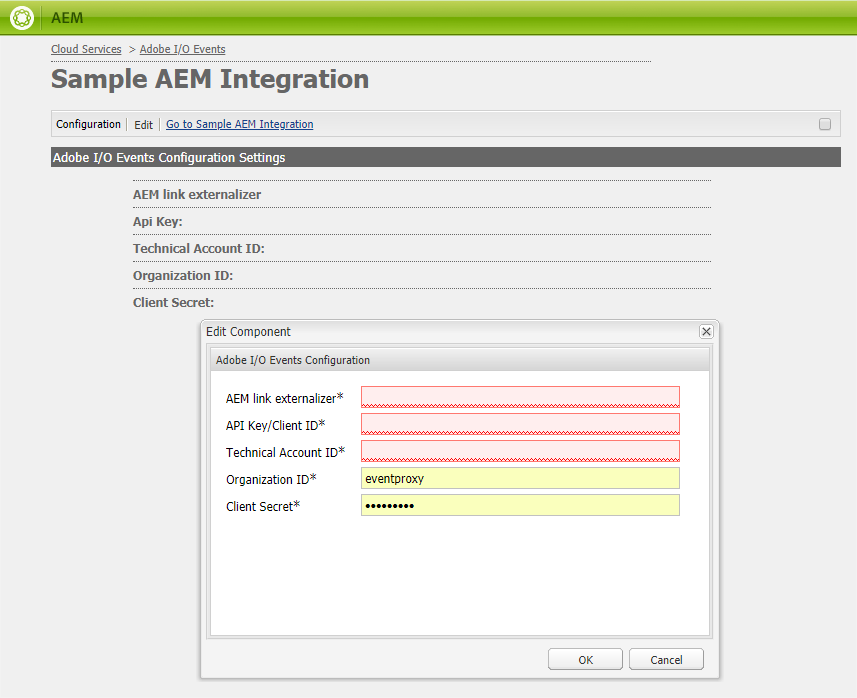 AEM
Cloud Services > Adobe I/O Events
Sample AEM Integration
Configuration Edit Go to Sample AEM Integration
Adobe I/O Events Configuration Settings
AEM link externalizer
Api Key:
Technical Account ID:
Organization ID:
Client Secret:
Edit Component
Adobe I/O Events Configuration
AEM link externalizer*
API Key/Client ID*
Technical Account ID*
Organization ID* eventproxy
Client Secret* •••••••••
OK Cancel